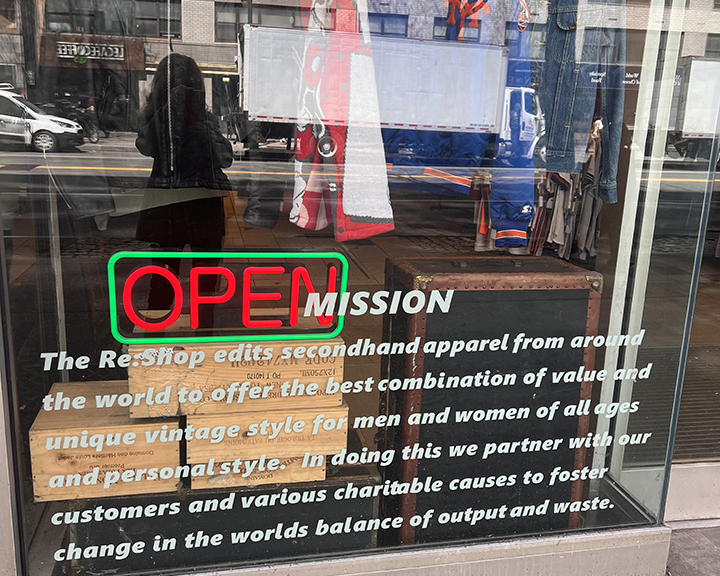 OPEN
MISSION
The Re:Shop edits secondhand apparel from around
the world to offer the best combination of value and
unique vintage style for men and women of all ages
and personal style. In doing this we partner with our
customers and various charitable causes to foster
change in the worlds balance of output and waste.